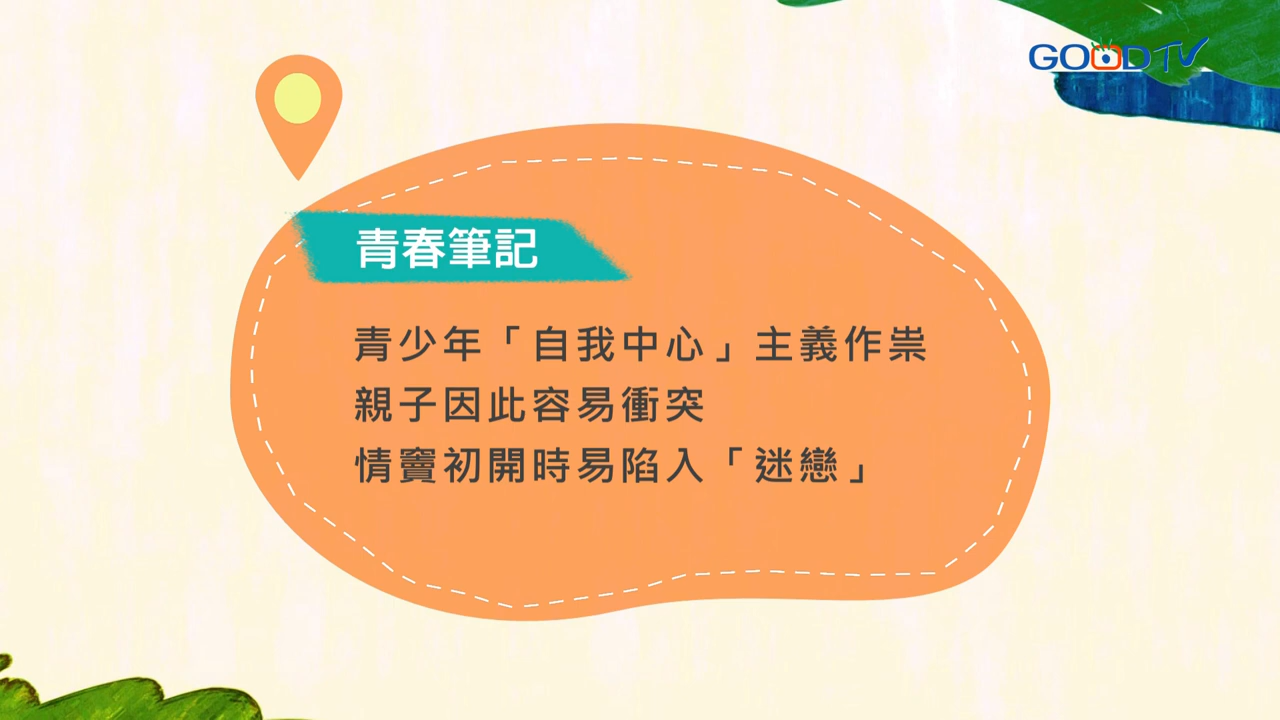 GOODTV
青春筆記
青少年「自我中心」主義作祟
親子因此容易衝突
情竇初開時易陷入「迷戀」